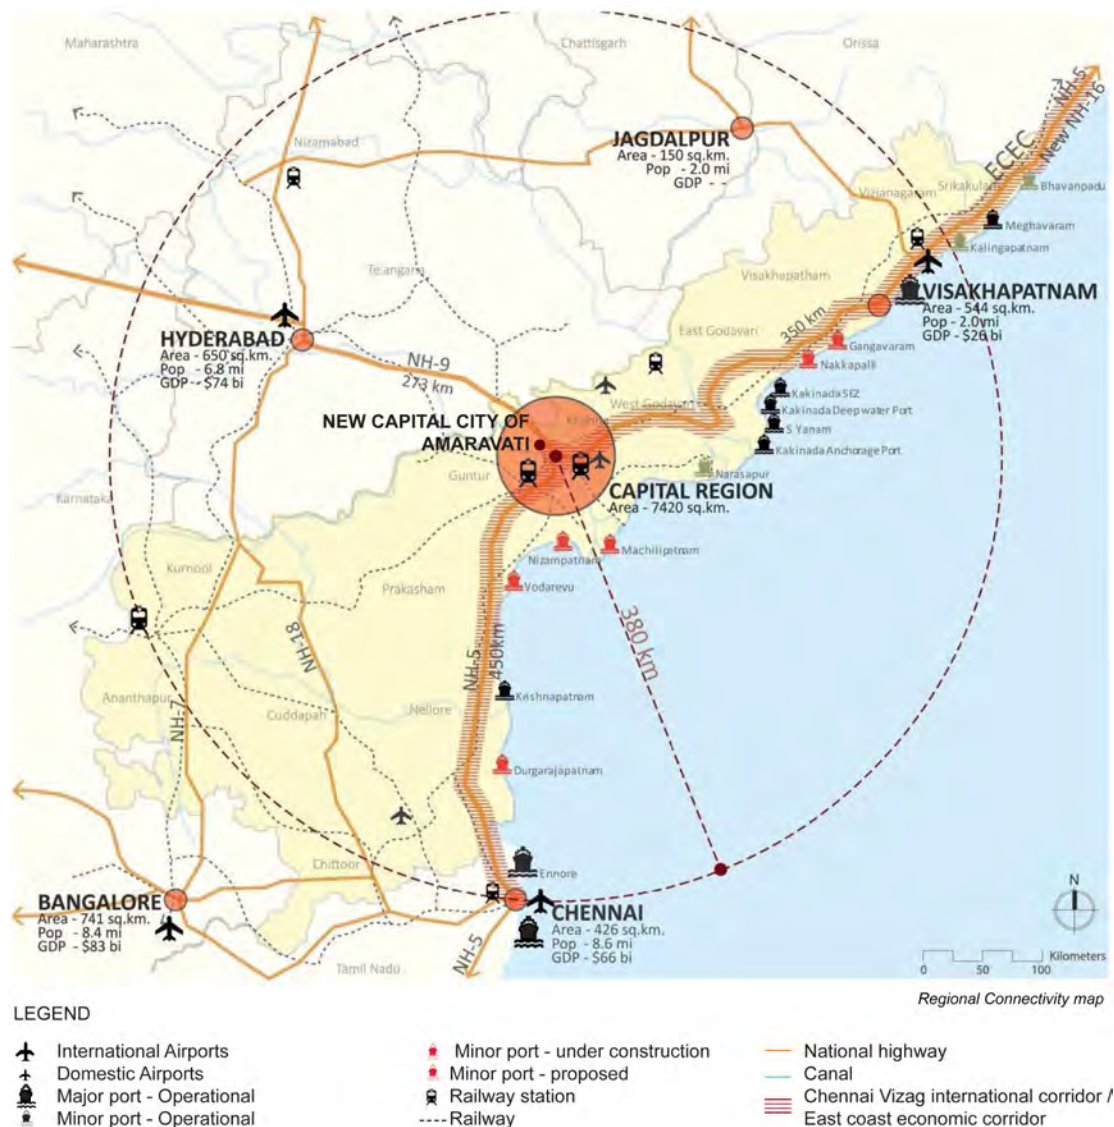 Maharashtra
Chattisgarh
Orissa
NH-5
New NH-16
ECEC
Nizamabad
JAGDALPUR
Area - 150 sq.km.
Pop - 2.0 mi
GDP - -
Vizianagaram
Srikakulam
Bhavanpadu
Meghavaram
Kalingapatnam
Telangana
Visakhapatnam
VISAKHAPATNAM
Area - 544 sq.km.
Pop - 2.0 mi
GDP - $26 bi
East Godavari
350 km
Gangavaram
Nakkapalli
HYDERABAD
Area - 650 sq.km.
Pop - 6.8 mi
GDP - $74 bi
NH-9
273 km
West Godavari
Kakinada SEZ
Kakinada Deep water Port
S Yanam
Kakinada Anchorage Port
NEW CAPITAL CITY OF
AMARAVATI
Guntur
Narasapur
CAPITAL REGION
Area - 7420 sq.km.
Karnataka
Nizampatnam
Machilipatnam
Vodarevu
Kurnool
Prakasham
380 km
NH-18
NH-5
450km
Ananthapur
NH-7
Cuddapah
Nellore
Krishnapatnam
Durgarajapatnam
Chittoor
Ennore
BANGALORE
Area - 741 sq.km.
Pop - 8.4 mi
GDP - $83 bi
CHENNAI
Area - 426 sq.km.
Pop - 8.6 mi
GDP - $66 bi
NH-5
Tamil Nadu
N
0 50 100 Kilometers
Regional Connectivity map
LEGEND
International Airports
Domestic Airports
Major port - Operational
Minor port - Operational
Minor port - under construction
Minor port - proposed
Railway station
Railway
National highway
Canal
Chennai Vizag international corridor /
East coast economic corridor